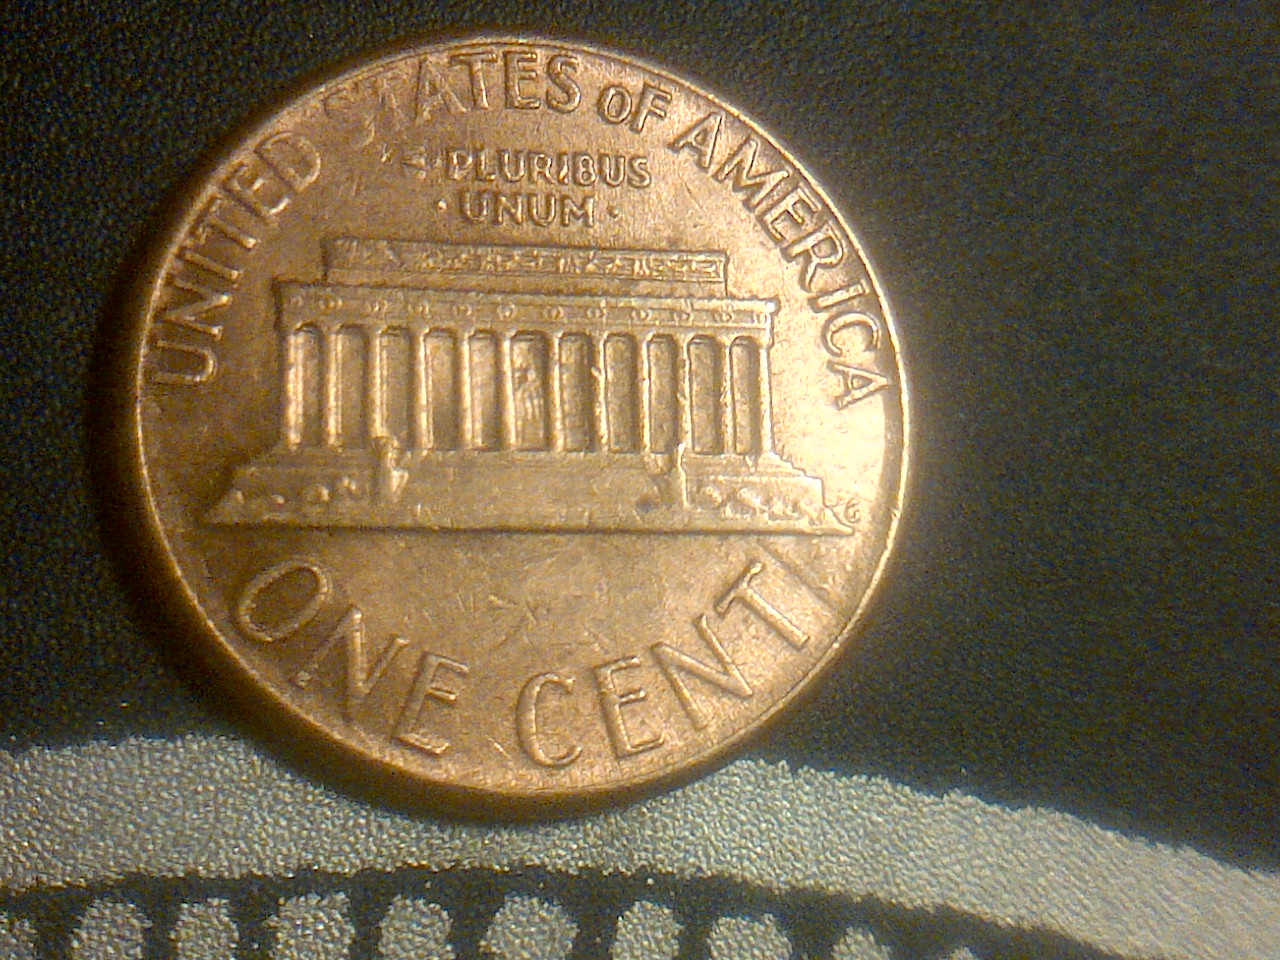 UNITED STATES OF AMERICA
PLURIBUS
UNUM
ONE CENT